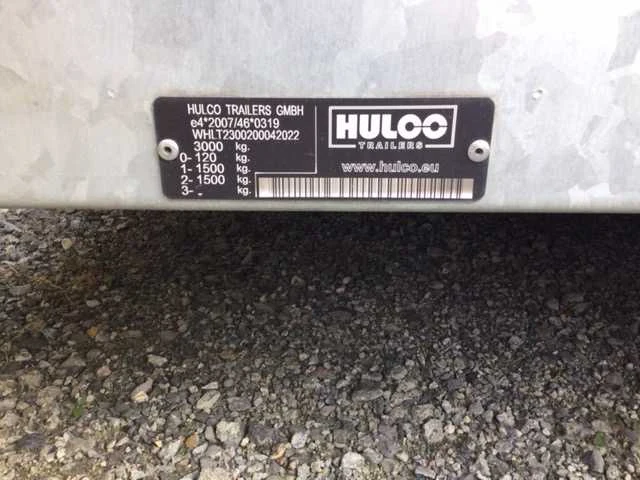 HULCO TRAILERS GMBH
e4*2007/46*0319
WHLT2300200042022
3000 kg.
0- 120 kg.
1- 1500 kg.
2- 1500 kg.
3- - kg.
HULCO
TRAILERS
www.hulco.eu